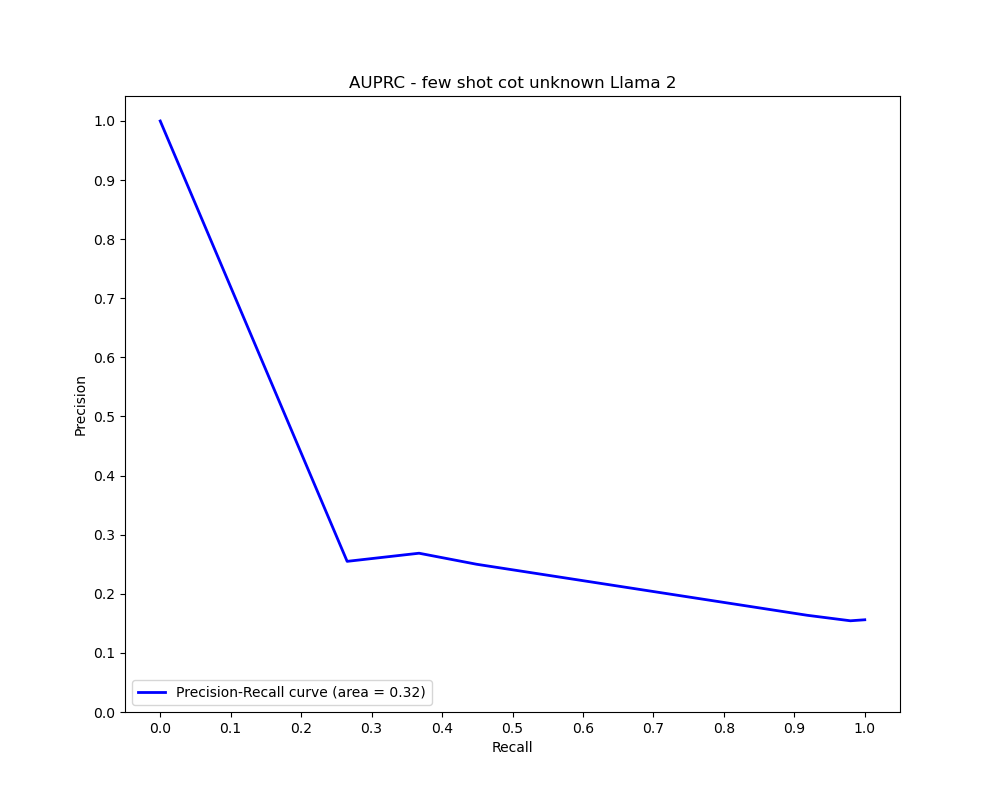 AUPRC - few shot cot unknown Llama 2
1.0
0.9
0.8
0.7
0.6
0.5
0.4
0.3
0.2
0.1
0.0
Precision
Precision-Recall curve (area = 0.32)
0.0 0.1 0.2 0.3 0.4 0.5 0.6 0.7 0.8 0.9 1.0
Recall